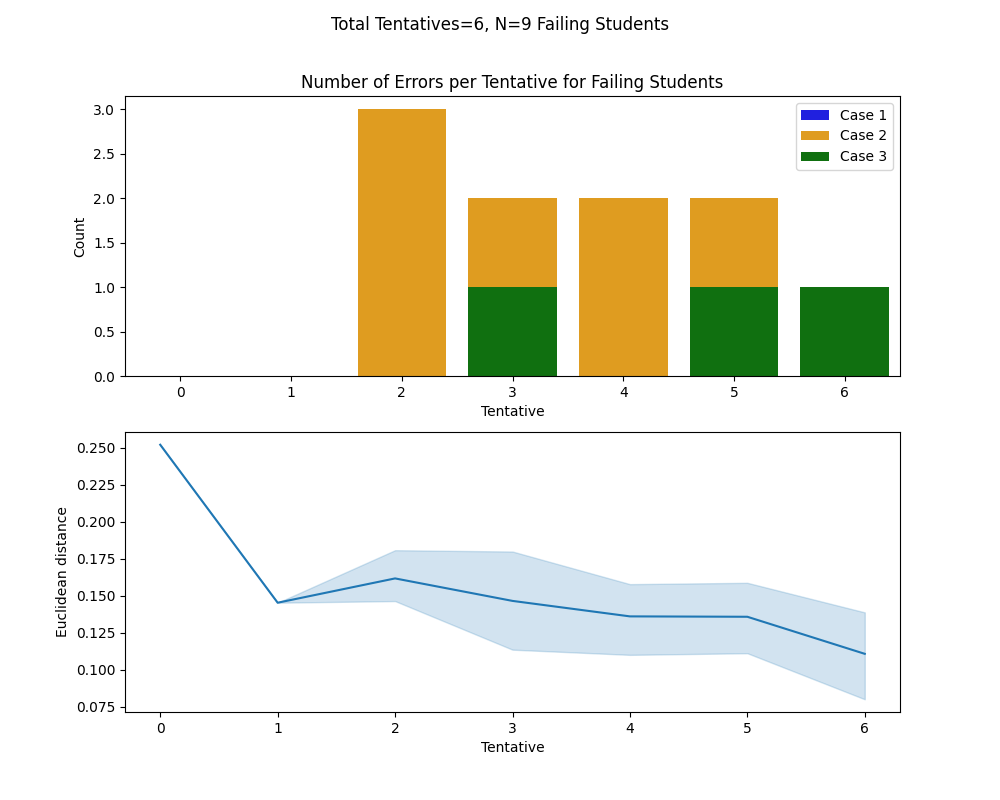 Total Tentatives=6, N=9 Failing Students
Number of Errors per Tentative for Failing Students
3.0
2.5
2.0
1.5
1.0
0.5
0.0
Count
Case 1
Case 2
Case 3
0 1 2 3 4 5 6
Tentative
0.250
0.225
0.200
0.175
0.150
0.125
0.100
0.075
Euclidean distance
0 1 2 3 4 5 6
Tentative